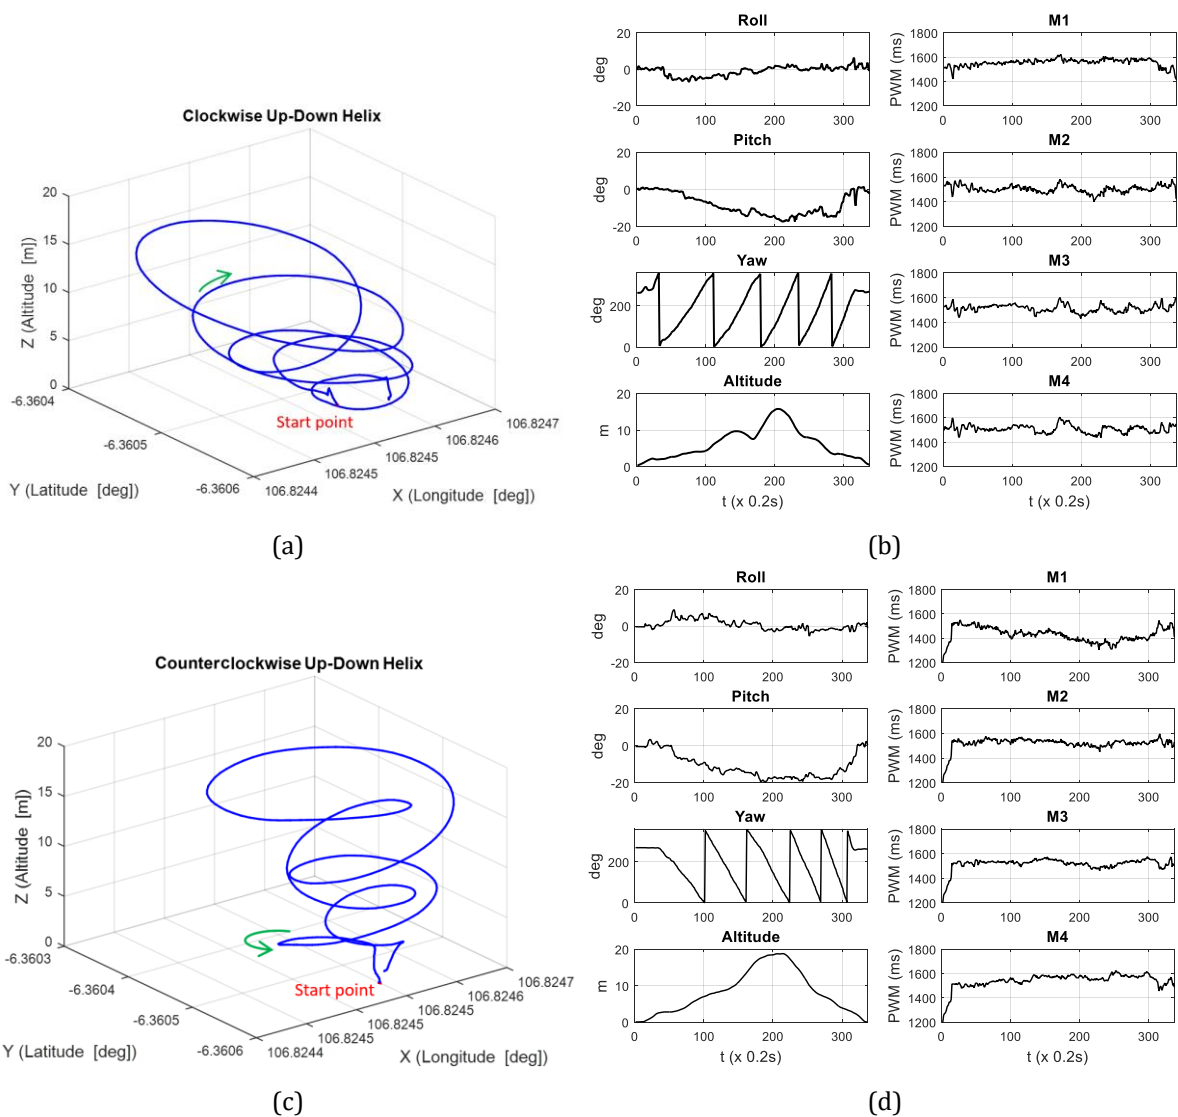 Clockwise Up-Down Helix
Z (Altitude [m])
20
15
10
5
0
-6.3604
-6.3605
-6.3606
Y (Latitude [deg])
106.8244
106.8245
106.8245
106.8246
106.8247
X (Longitude [deg])
Start point
(a)
Roll
deg
20
0
-20
0 100 200 300
M1
PWM (ms)
1800
1600
1400
1200
0 100 200 300
Pitch
deg
20
0
-20
0 100 200 300
M2
PWM (ms)
1800
1600
1400
1200
0 100 200 300
Yaw
deg
200
0
0 100 200 300
M3
PWM (ms)
1800
1600
1400
1200
0 100 200 300
Altitude
m
20
10
0
0 100 200 300
t (x 0.2s)
M4
PWM (ms)
1800
1600
1400
1200
0 100 200 300
t (x 0.2s)
(b)
Counterclockwise Up-Down Helix
Z (Altitude [m])
20
15
10
5
0
-6.3603
-6.3604
-6.3605
-6.3606
Y (Latitude [deg])
106.8244
106.8245
106.8245
106.8245
106.8246
106.8247
X (Longitude [deg])
Start point
(c)
Roll
deg
20
0
-20
0 100 200 300
M1
PWM (ms)
1800
1600
1400
1200
0 100 200 300
Pitch
deg
20
0
-20
0 100 200 300
M2
PWM (ms)
1800
1600
1400
1200
0 100 200 300
Yaw
deg
200
0
0 100 200 300
M3
PWM (ms)
1800
1600
1400
1200
0 100 200 300
Altitude
m
20
10
0
0 100 200 300
t (x 0.2s)
M4
PWM (ms)
1800
1600
1400
1200
0 100 200 300
t (x 0.2s)
(d)